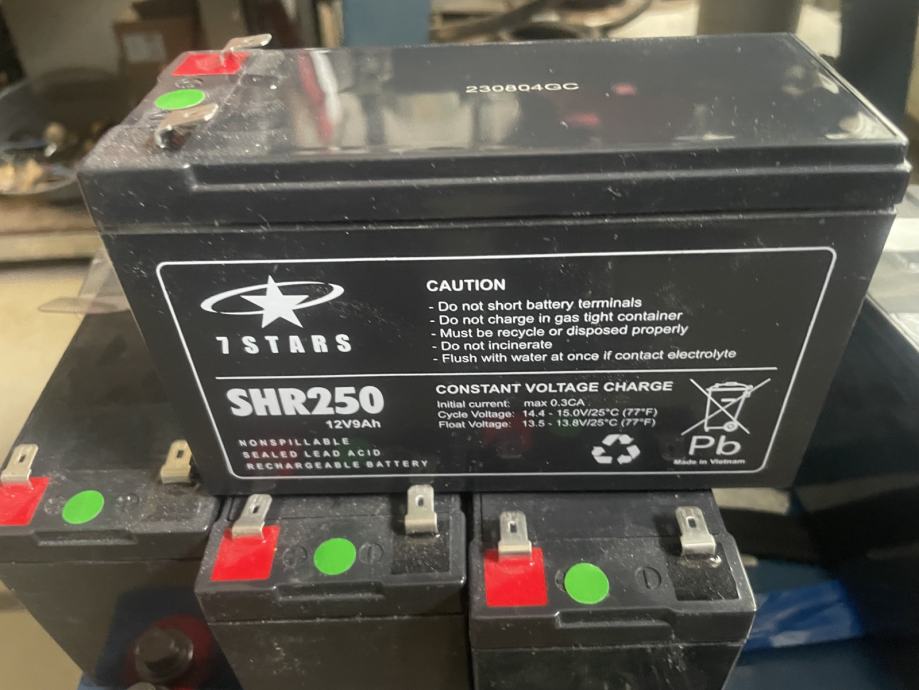 230804GC
7 STARS
CAUTION
- Do not short battery terminals
- Do not charge in gas tight container
- Must be recycle or disposed properly
- Do not incinerate
- Flush with water at once if contact electrolyte
SHR250
12V9Ah
NONSPILLABLE
SEALED LEAD ACID
RECHARGEABLE BATTERY
CONSTANT VOLTAGE CHARGE
Initial current: max 0.3CA
Cycle Voltage: 14.4 - 15.0V/25°C (77°F)
Float Voltage: 13.5 - 13.8V/25°C (77°F)
Pb
Made in Vietnam